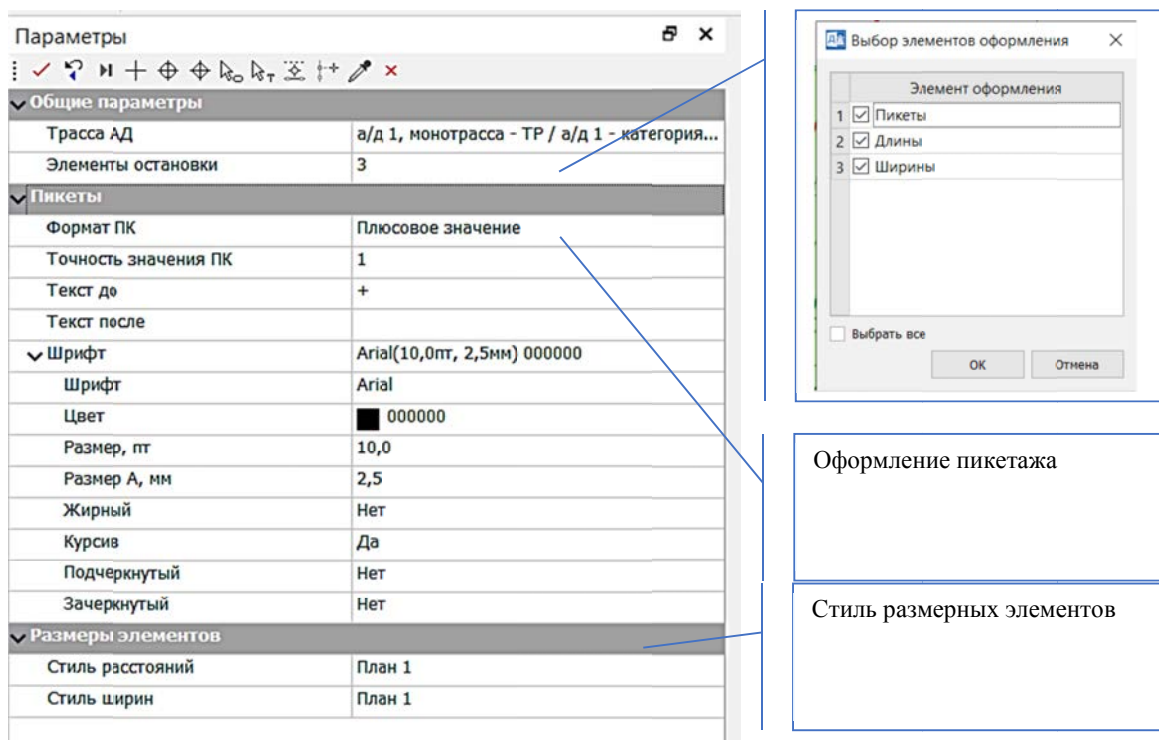 Параметры
Общие параметры
Трасса АД а/д 1, монотрасса - ТР / а/д 1 - категория...
Элементы остановки 3
Пикеты
Формат ПК Плюсовое значение
Точность значения ПК 1
Текст до +
Текст после
Шрифт Arial(10,0пт, 2,5мм) 000000
Шрифт Arial
Цвет 000000
Размер, пт 10,0
Размер А, мм 2,5
Жирный Нет
Курсив Да
Подчеркнутый Нет
Зачеркнутый Нет
Размеры элементов
Стиль расстояний План 1
Стиль ширин План 1
Выбор элементов оформления
Элемент оформления
1 Пикеты
2 Длины
3 Ширины
Выбрать все
ОК Отмена
Оформление пикетажа
Стиль размерных элементов